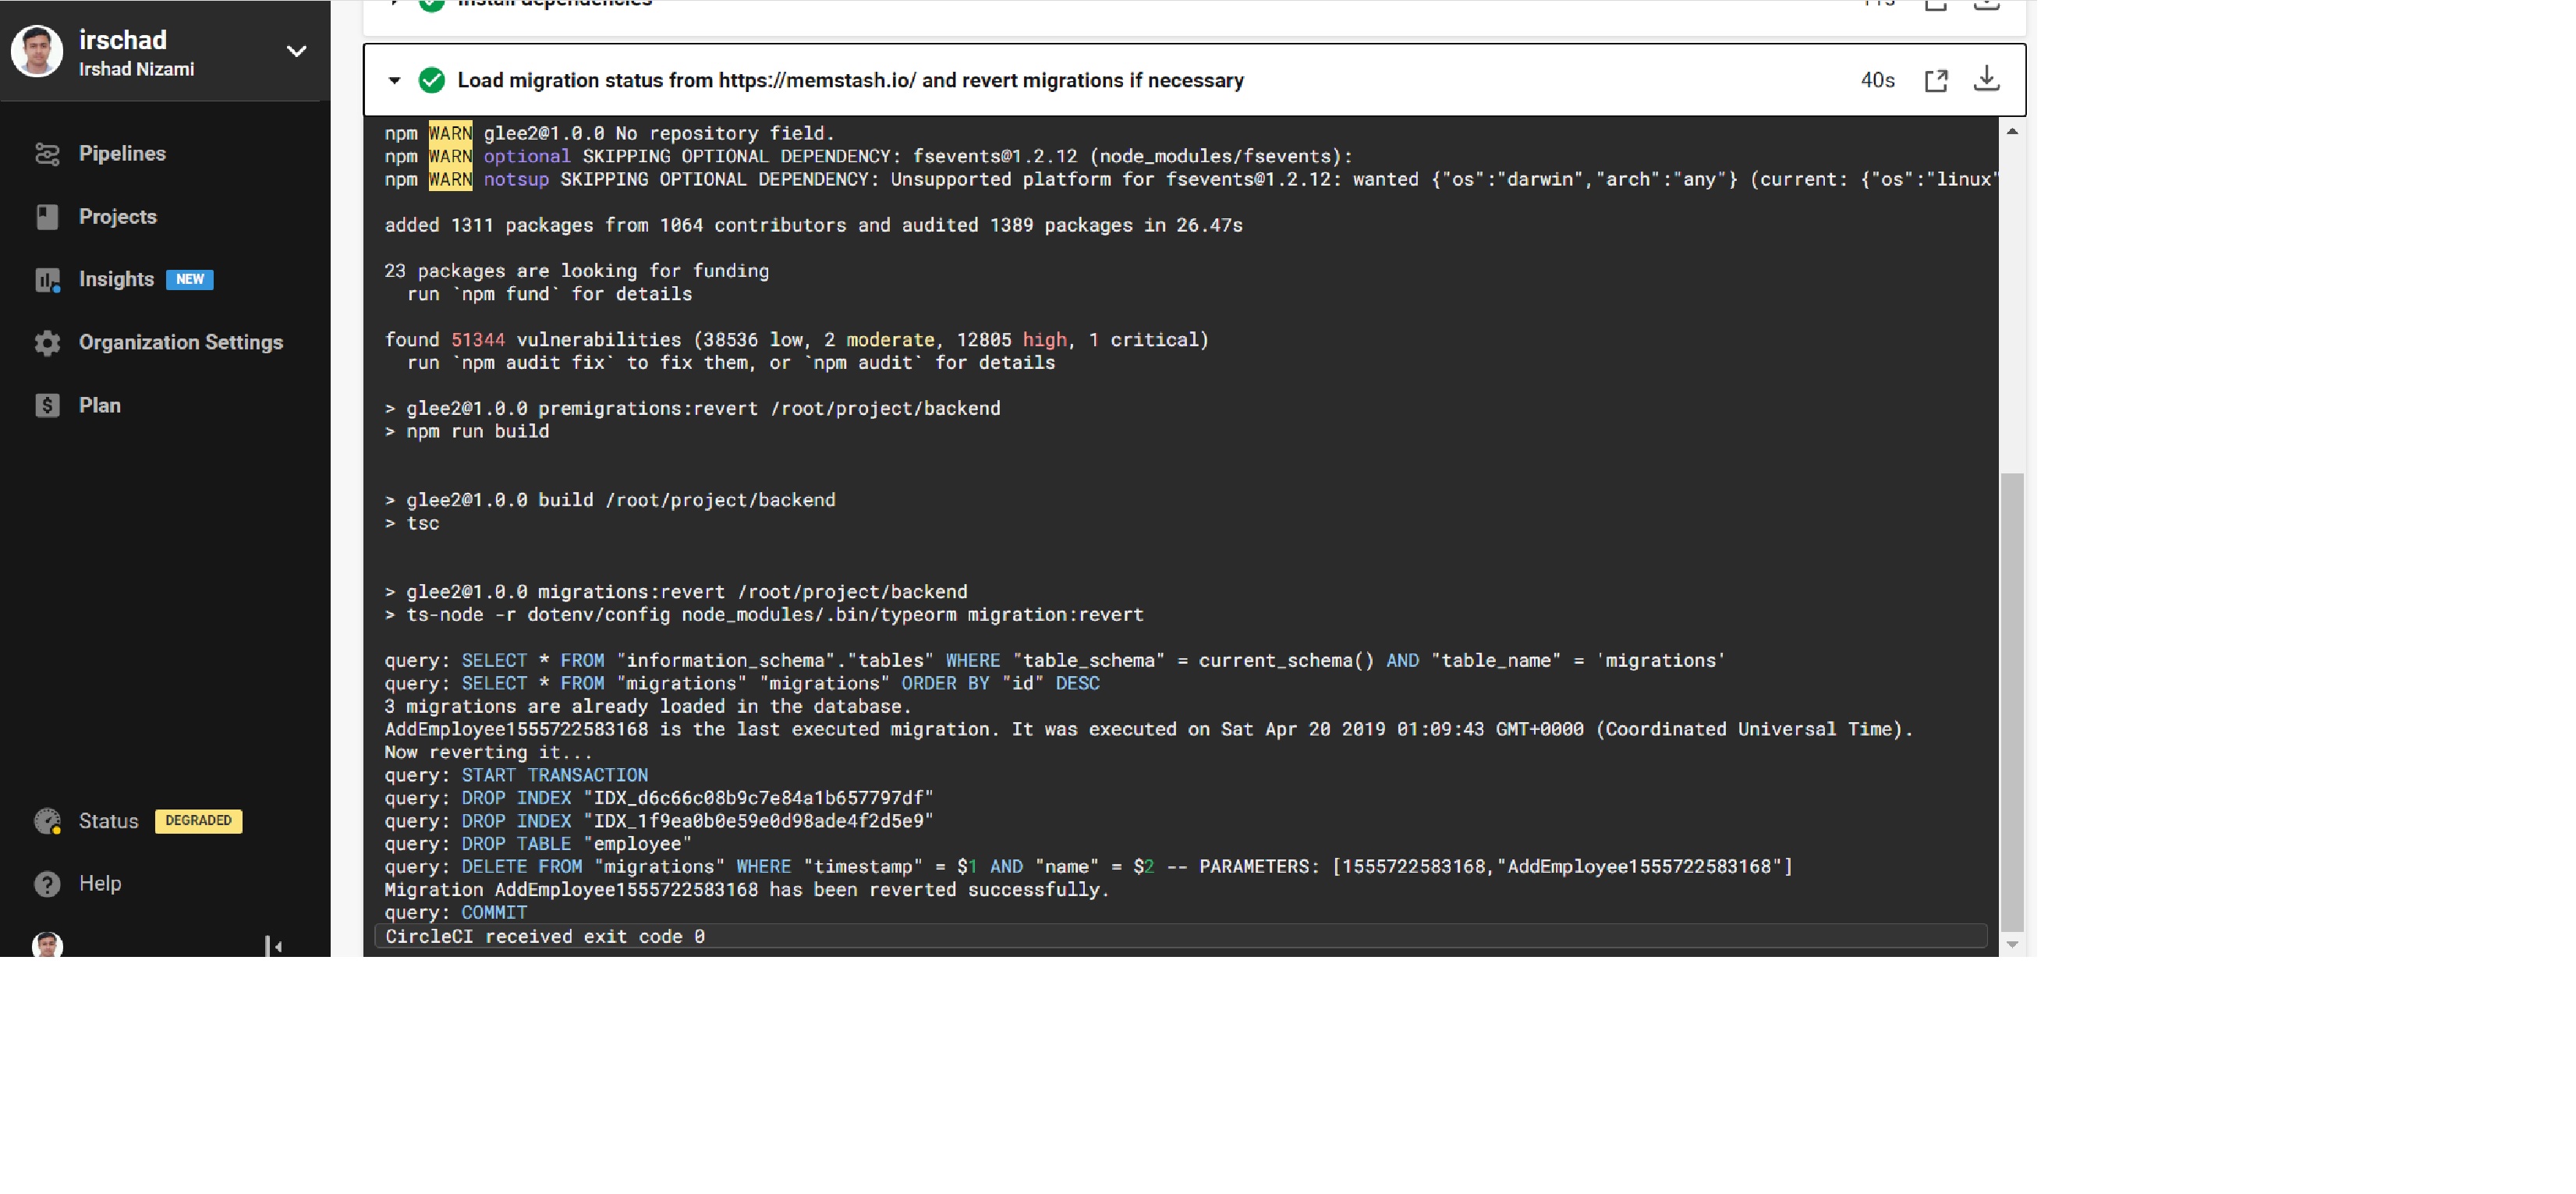 irschad
Irshad Nizami
Pipelines
Projects
Insights NEW
Organization Settings
Plan
Status DEGRADED
Help
Install dependencies 11s
Load migration status from https://memstash.io/ and revert migrations if necessary 40s
npm WARN glee2@1.0.0 No repository field.
npm WARN optional SKIPPING OPTIONAL DEPENDENCY: fsevents@1.2.12 (node_modules/fsevents):
npm WARN notsup SKIPPING OPTIONAL DEPENDENCY: Unsupported platform for fsevents@1.2.12: wanted {"os":"darwin","arch":"any"} (current: {"os":"linux"
added 1311 packages from 1064 contributors and audited 1389 packages in 26.47s
23 packages are looking for funding
run `npm fund` for details
found 51344 vulnerabilities (38536 low, 2 moderate, 12805 high, 1 critical)
run `npm audit fix` to fix them, or `npm audit` for details
> glee2@1.0.0 premigrations:revert /root/project/backend
> npm run build
> glee2@1.0.0 build /root/project/backend
> tsc
> glee2@1.0.0 migrations:revert /root/project/backend
> ts-node -r dotenv/config node_modules/.bin/typeorm migration:revert
query: SELECT * FROM "information_schema"."tables" WHERE "table_schema" = current_schema() AND "table_name" = 'migrations'
query: SELECT * FROM "migrations" "migrations" ORDER BY "id" DESC
3 migrations are already loaded in the database.
AddEmployee1555722583168 is the last executed migration. It was executed on Sat Apr 20 2019 01:09:43 GMT+0000 (Coordinated Universal Time).
Now reverting it...
query: START TRANSACTION
query: DROP INDEX "IDX_d6c66c08b9c7e84a1b657797df"
query: DROP INDEX "IDX_1f9ea0b0e59e0d98ade4f2d5e9"
query: DROP TABLE "employee"
query: DELETE FROM "migrations" WHERE "timestamp" = $1 AND "name" = $2 -- PARAMETERS: [1555722583168,"AddEmployee1555722583168"]
Migration AddEmployee1555722583168 has been reverted successfully.
query: COMMIT
CircleCI received exit code 0